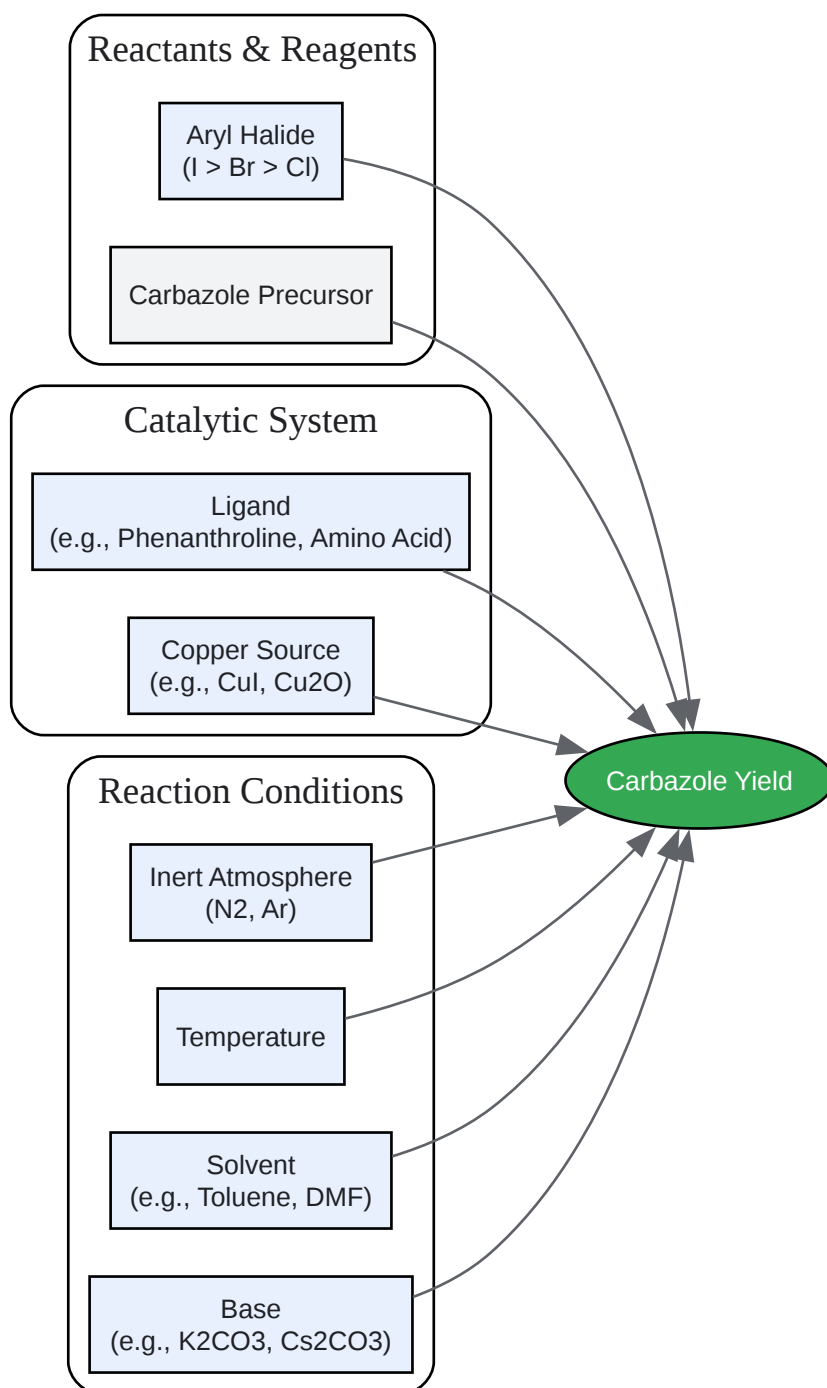 Reactants & Reagents
Aryl Halide
(I > Br > Cl)
Carbazole Precursor
Catalytic System
Ligand
(e.g., Phenanthroline, Amino Acid)
Copper Source
(e.g., CuI, Cu2O)
Carbazole Yield
Reaction Conditions
Inert Atmosphere
(N2, Ar)
Temperature
Solvent
(e.g., Toluene, DMF)
Base
(e.g., K2CO3, Cs2CO3)